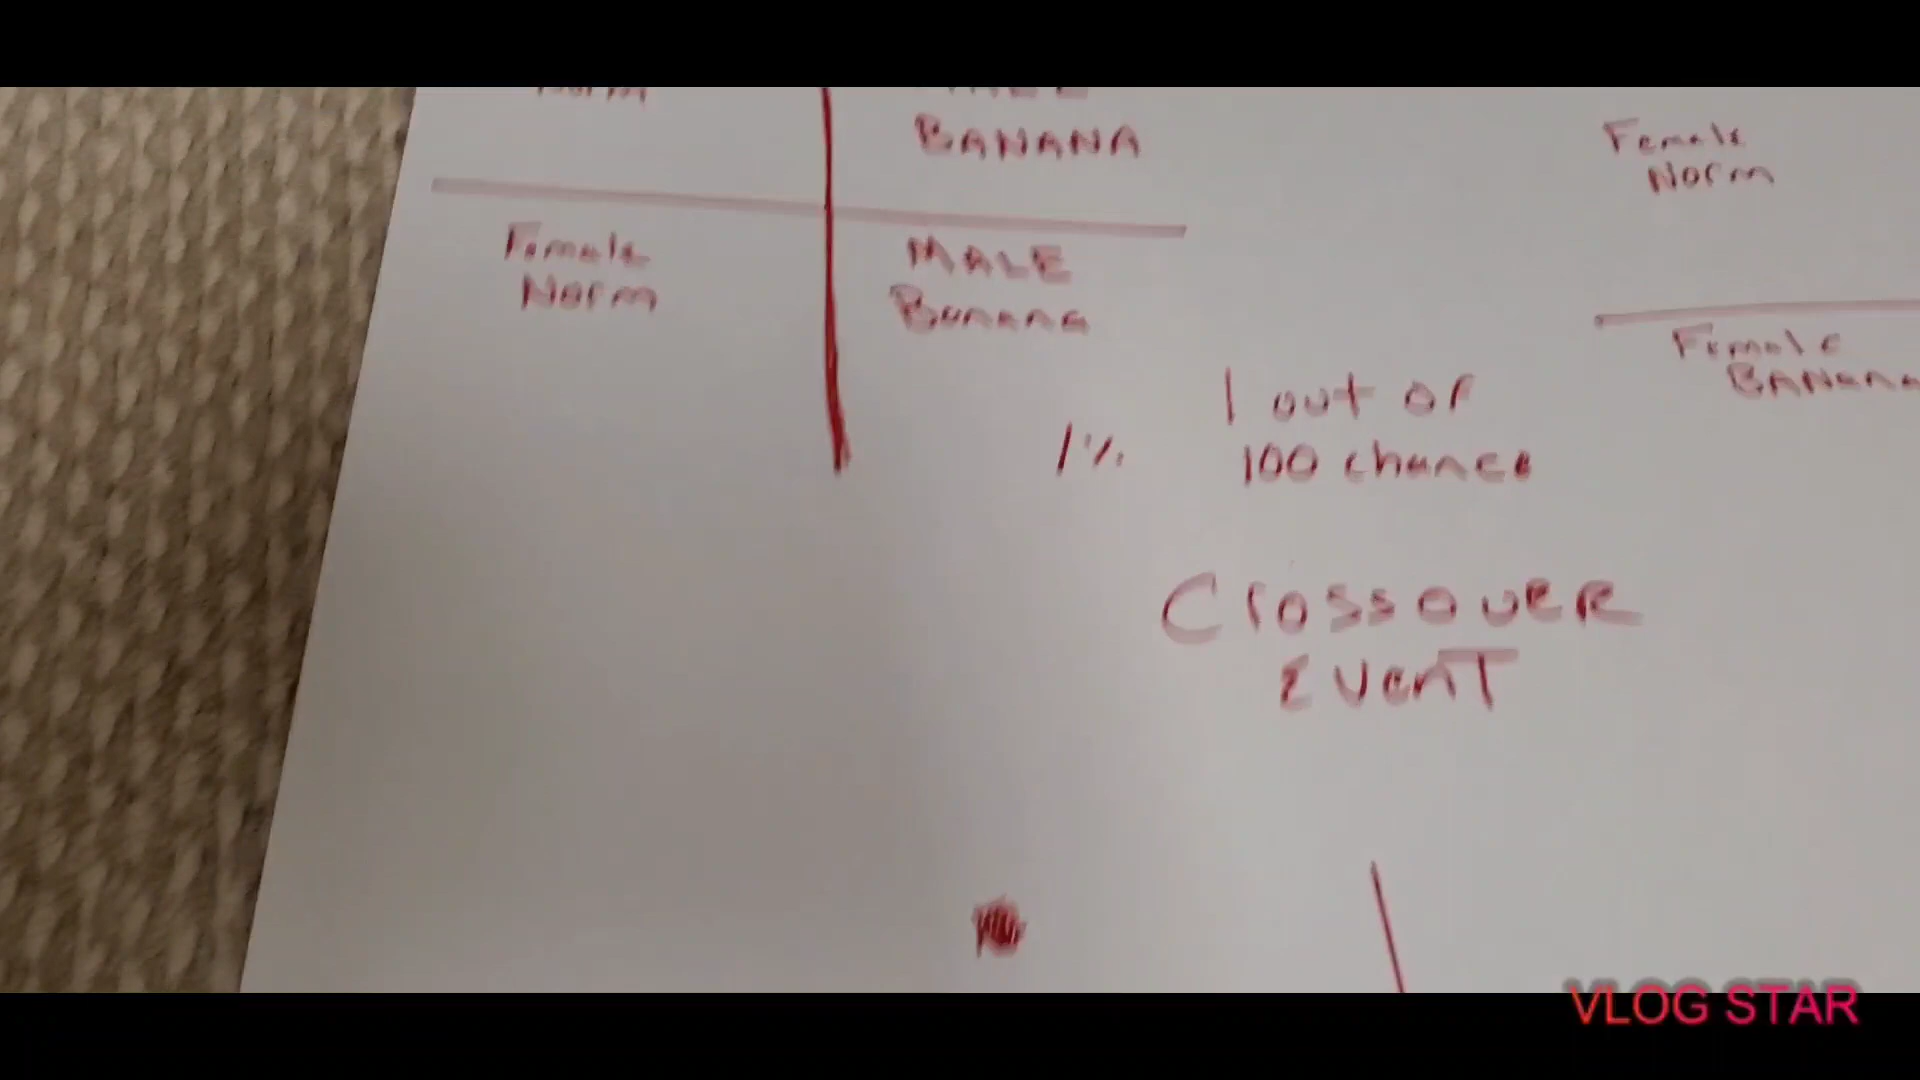 Norm
BANANA
Female
Norm
Female
Norm
MALE
Banana
Female
BANana
1 out of
100 chance
1%
CrossoveR
EvenT
VLOG STAR